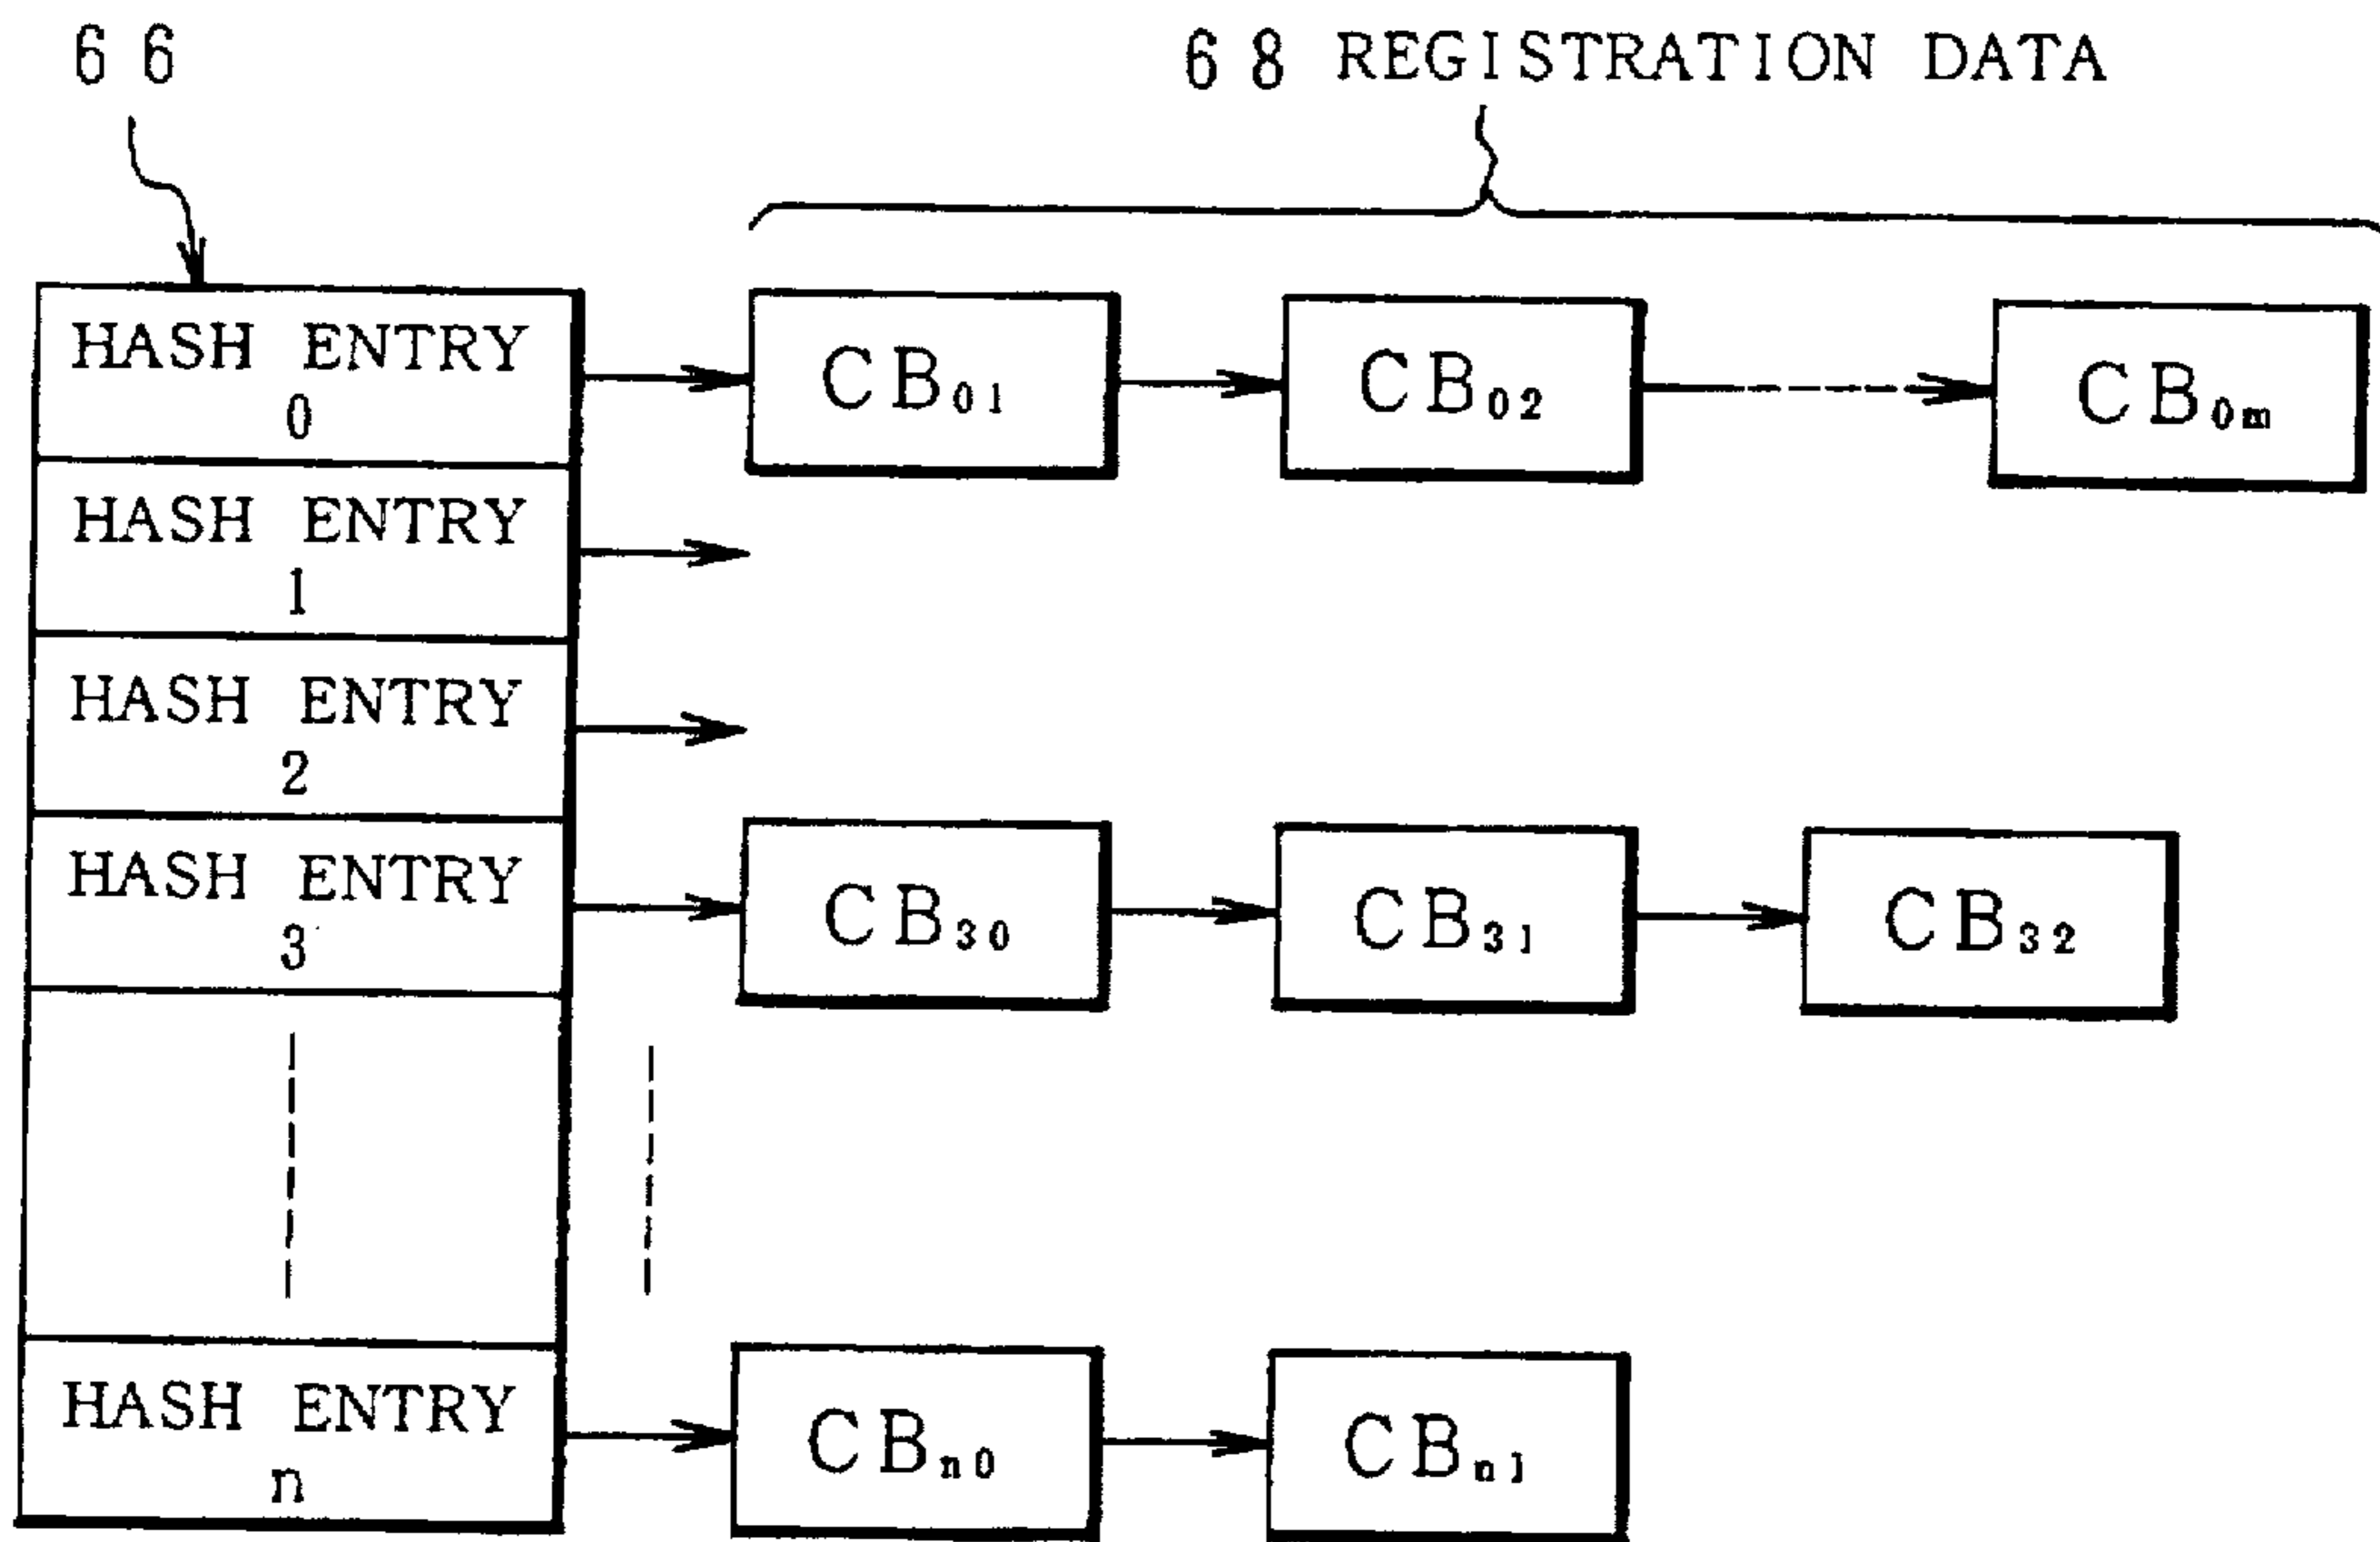 66
68 REGISTRATION DATA
HASH ENTRY
0
CB₀₁
CB₀₂
CB₀ₘ
HASH ENTRY
1
HASH ENTRY
2
HASH ENTRY
3
CB₃₀
CB₃₁
CB₃₂
HASH ENTRY
n
CBₙ₀
CBₙ₁